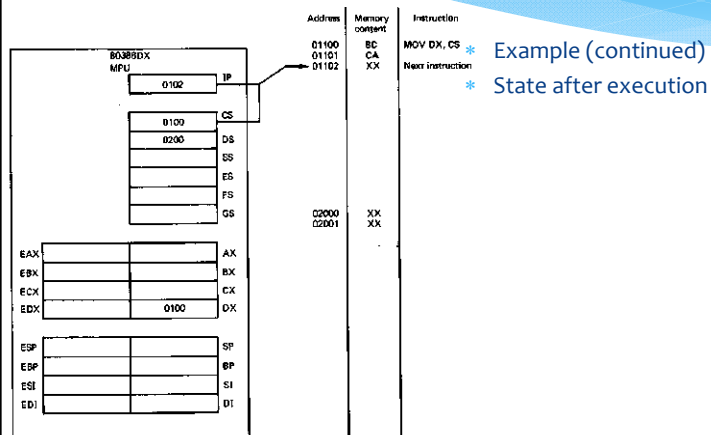 Address Memory content Instruction
01100 8C MOV DX, CS
01101 CA
01102 XX Next instruction
80386DX
MPU
0102 IP
0100 CS
0200 DS
SS
ES
FS
GS
02000 XX
02001 XX
EAX AX
EBX BX
ECX CX
EDX 0100 DX
ESP SP
EBP BP
ESI SI
EDI DI
* Example (continued)
* State after execution